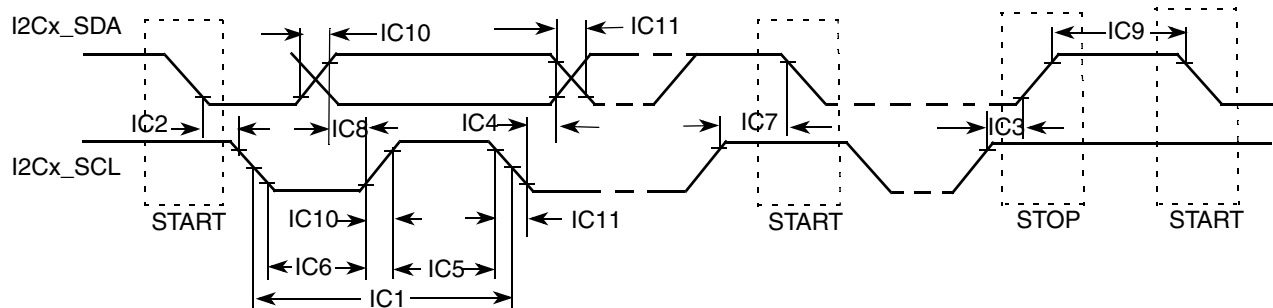 I2Cx_SDA
IC10
IC11
IC9
IC2
IC8
IC4
IC7
IC3
I2Cx_SCL
START
IC10
IC11
START
STOP
START
IC6
IC5
IC1